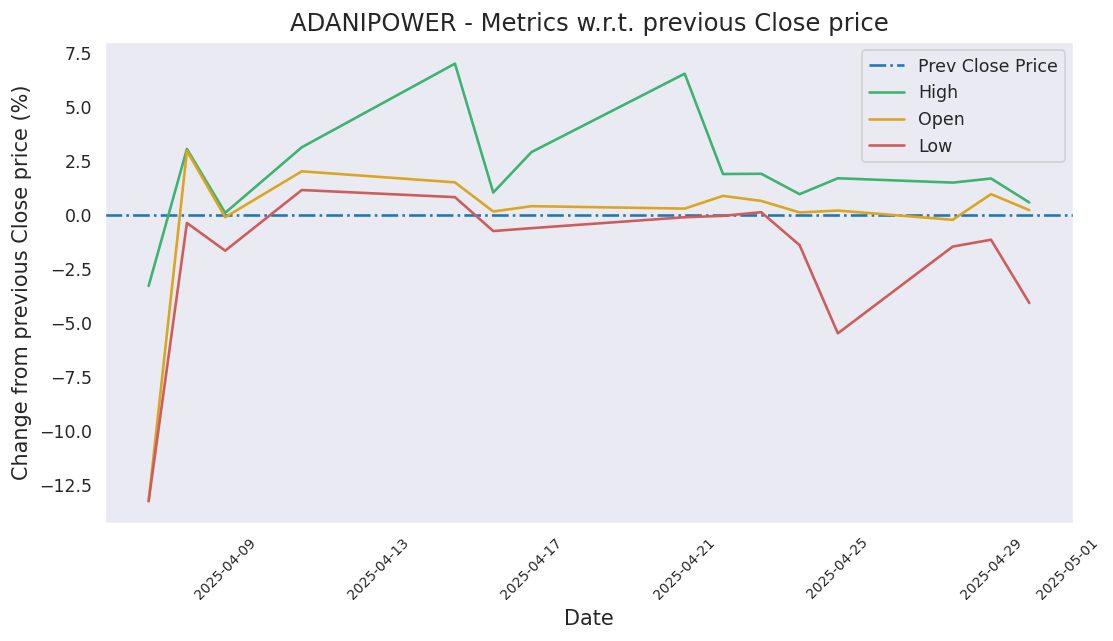 ADANIPOWER - Metrics w.r.t. previous Close price
Change from previous Close price (%)
7.5
5.0
2.5
0.0
−2.5
−5.0
−7.5
−10.0
−12.5
Prev Close Price
High
Open
Low
2025-04-09
2025-04-13
2025-04-17
2025-04-21
2025-04-25
2025-04-29
2025-05-01
Date